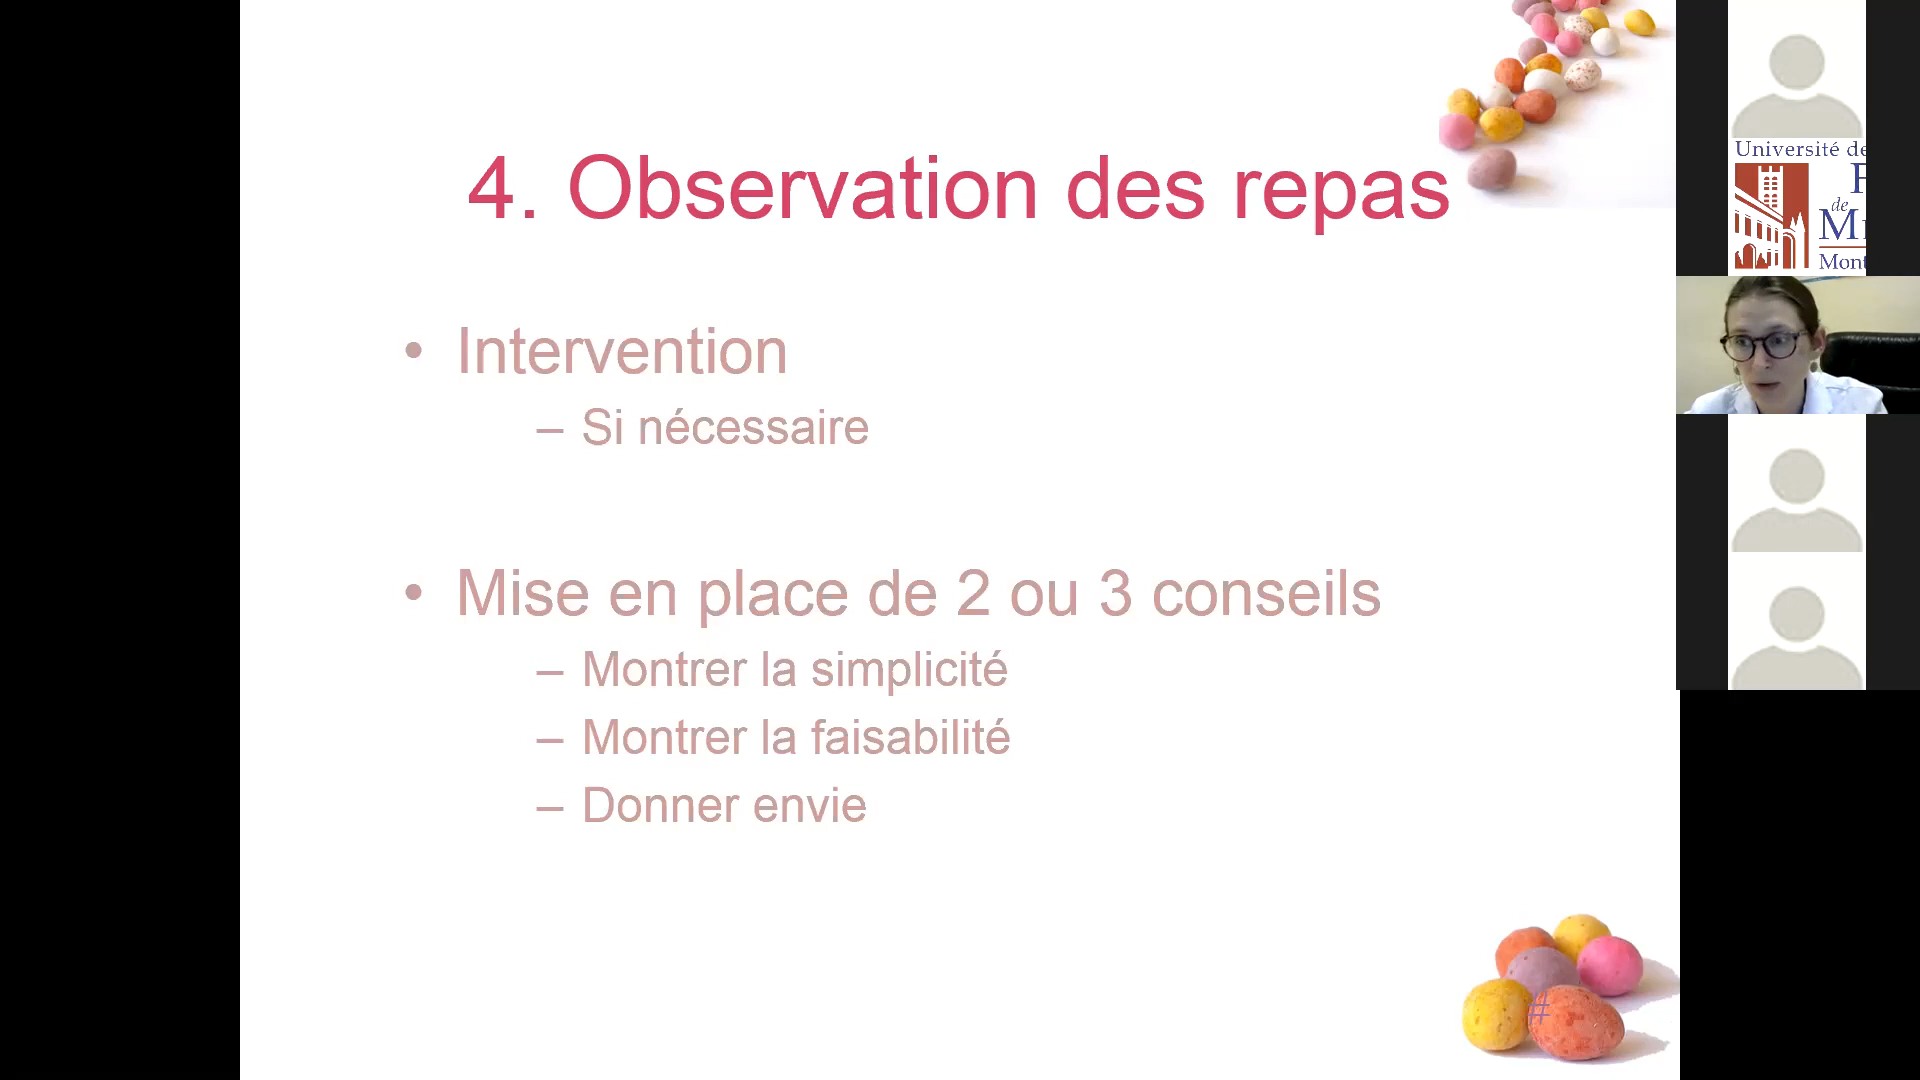 4. Observation des repas
• Intervention
– Si nécessaire
• Mise en place de 2 ou 3 conseils
– Montrer la simplicité
– Montrer la faisabilité
– Donner envie
#
Université de
F
de
M
Mont